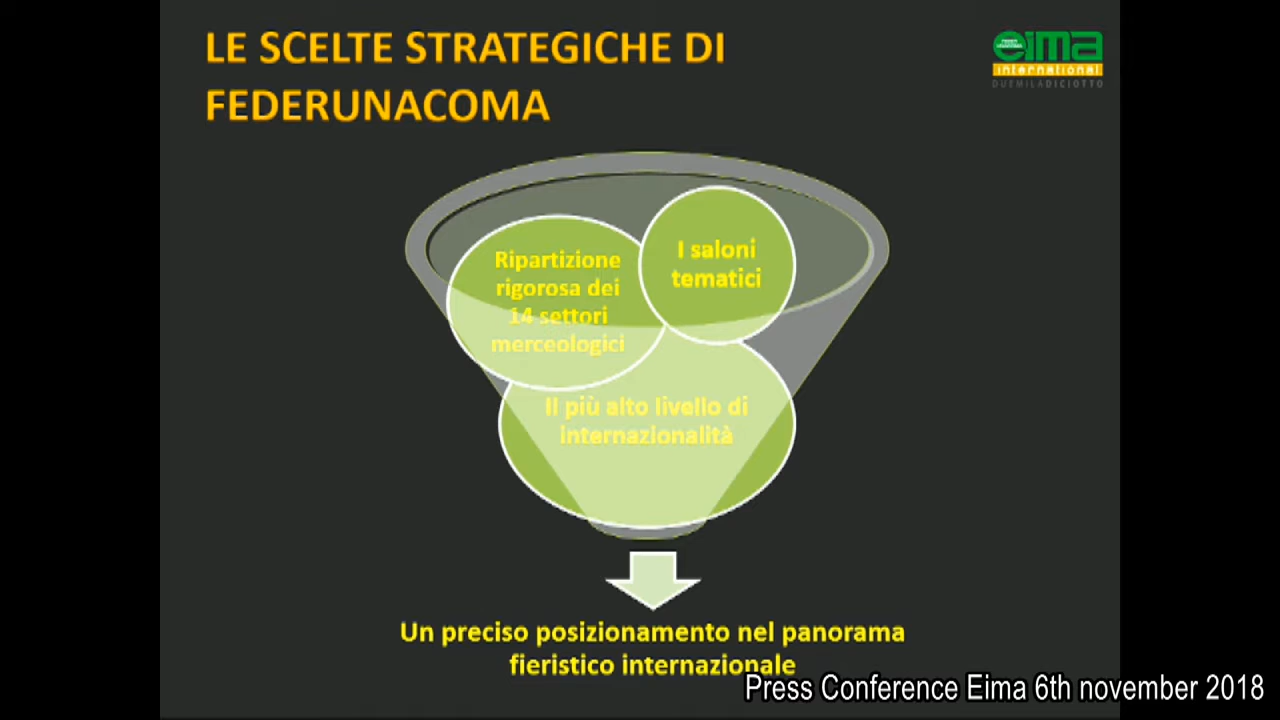 LE SCELTE STRATEGICHE DI
FEDERUNACOMA
eima
international
DUEMILADICIOTTO
Ripartizione
rigorosa dei
14 settori
merceologici
I saloni
tematici
Il più alto livello di
internazionalità
Un preciso posizionamento nel panorama
fieristico internazionale
Press Conference Eima 6th november 2018